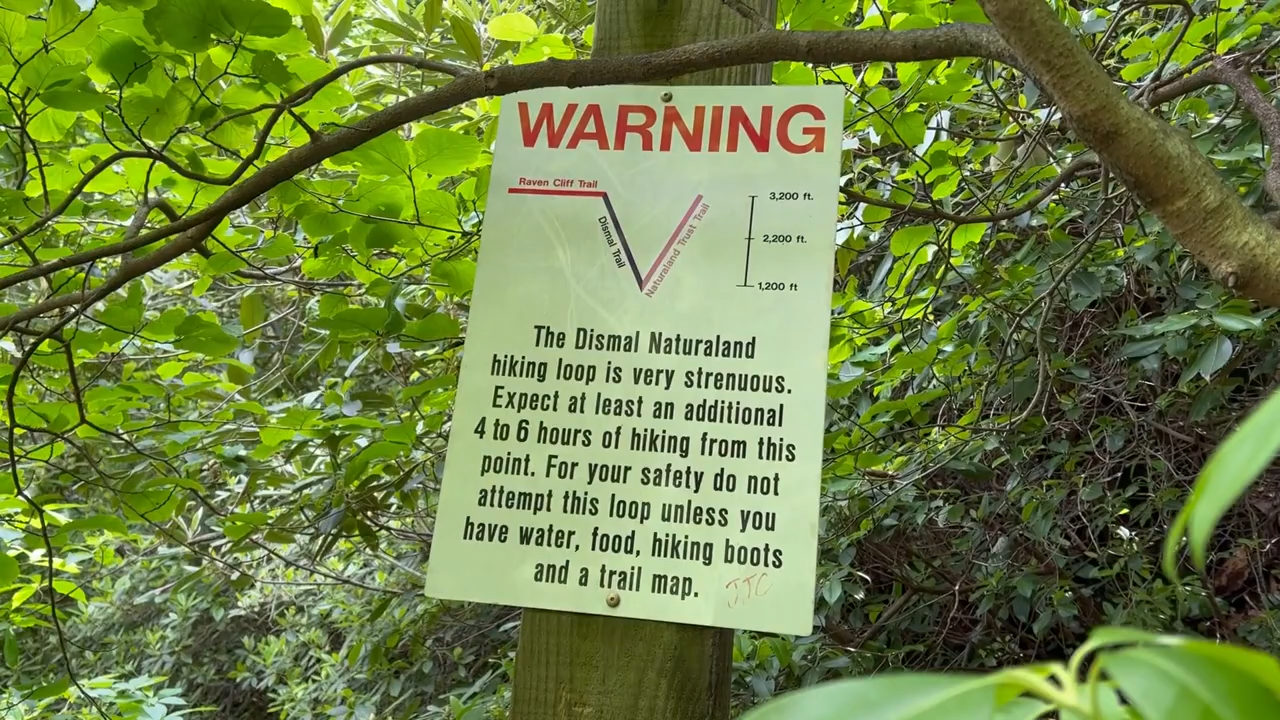 WARNING
Raven Cliff Trail
Dismal Trail
Naturaland Trust Trail
3,200 ft.
2,200 ft.
1,200 ft
The Dismal Naturaland
hiking loop is very strenuous.
Expect at least an additional
4 to 6 hours of hiking from this
point. For your safety do not
attempt this loop unless you
have water, food, hiking boots
and a trail map.
JJC